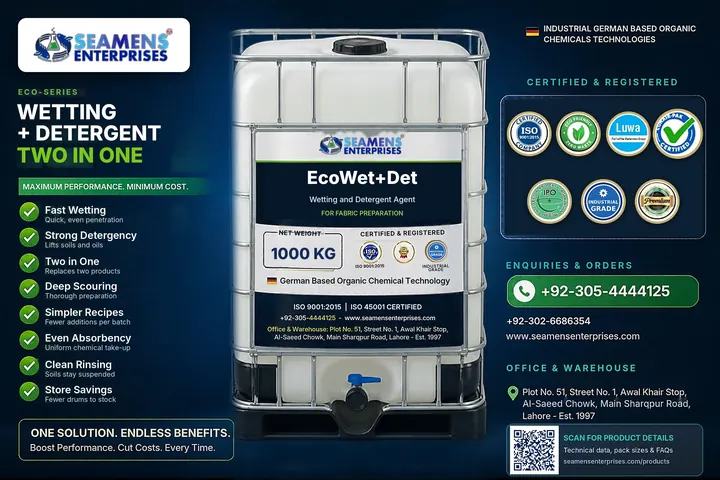 SEAMENS
ENTERPRISES
ECO-SERIES
WETTING
+ DETERGENT
TWO IN ONE
MAXIMUM PERFORMANCE. MINIMUM COST.
Fast Wetting
Quick, even penetration
Strong Detergency
Lifts soils and oils
Two in One
Replaces two products
Deep Scouring
Thorough preparation
Simpler Recipes
Fewer additions per batch
Even Absorbency
Uniform chemical take-up
Clean Rinsing
Soils stay suspended
Store Savings
Fewer drums to stock
ONE SOLUTION. ENDLESS BENEFITS.
Boost Performance. Cut Costs. Every Time.
SEAMENS
ENTERPRISES
EcoWet+Det
Wetting and Detergent Agent
FOR FABRIC PREPARATION
NET WEIGHT
1000 KG
CERTIFIED & REGISTERED
ISO
ISO 9001:2015
INDUSTRIAL
GRADE
German Based Organic Chemical Technology
ISO 9001:2015 | ISO 45001 CERTIFIED
+92-305-4444125 - www.seamensenterprises.com
Office & Warehouse: Plot No. 51, Street No. 1, Awal Khair Stop,
Al-Saeed Chowk, Main Sharqpur Road, Lahore - Est. 1997
INDUSTRIAL GERMAN BASED ORGANIC
CHEMICALS TECHNOLOGIES
CERTIFIED & REGISTERED
CERTIFIED
ISO
9001:2015
COMPANY
ECO FRIENDLY
ZERO WASTE
Luwa
CERTIFIED
IPO
INDUSTRIAL
GRADE
Premium
ENQUIRIES & ORDERS
+92-305-4444125
+92-302-6686354
www.seamensenterprises.com
OFFICE & WAREHOUSE
Plot No. 51, Street No. 1, Awal Khair Stop,
Al-Saeed Chowk, Main Sharqpur Road,
Lahore - Est. 1997
SCAN FOR PRODUCT DETAILS
Technical data, pack sizes & FAQs
seamensenterprises.com/products